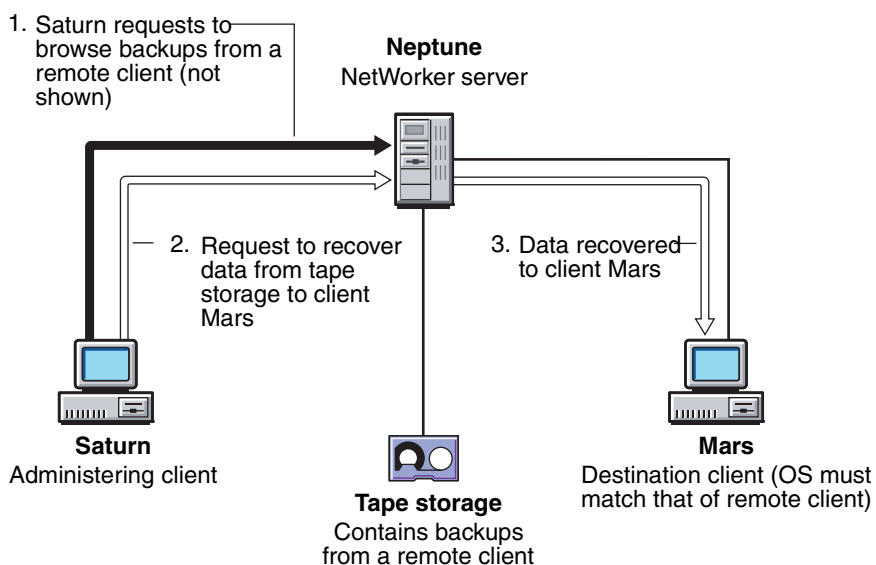 1. Saturn requests to
browse backups from a
remote client (not
shown)
Neptune
NetWorker server
2. Request to recover
data from tape
storage to client
Mars
3. Data recovered
to client Mars
Saturn
Administering client
Tape storage
Contains backups
from a remote client
Mars
Destination client (OS must
match that of remote client)